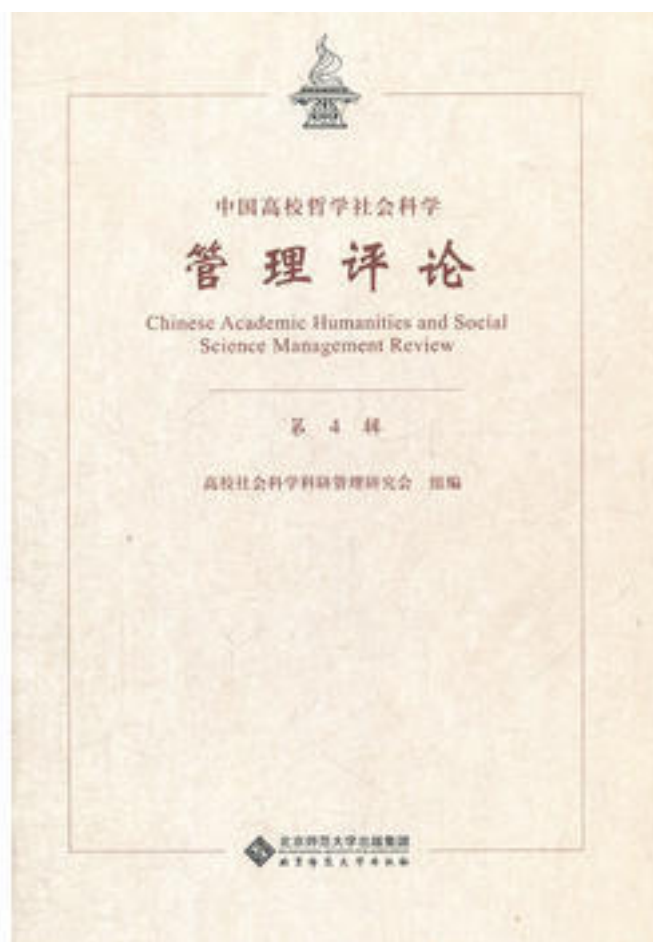 中国高校哲学社会科学
管理评论
Chinese Academic Humanities and Social
Science Management Review
第 4 辑
高校社会科学科研管理研究会 组编
北京师范大学出版集团
北京师范大学出版社